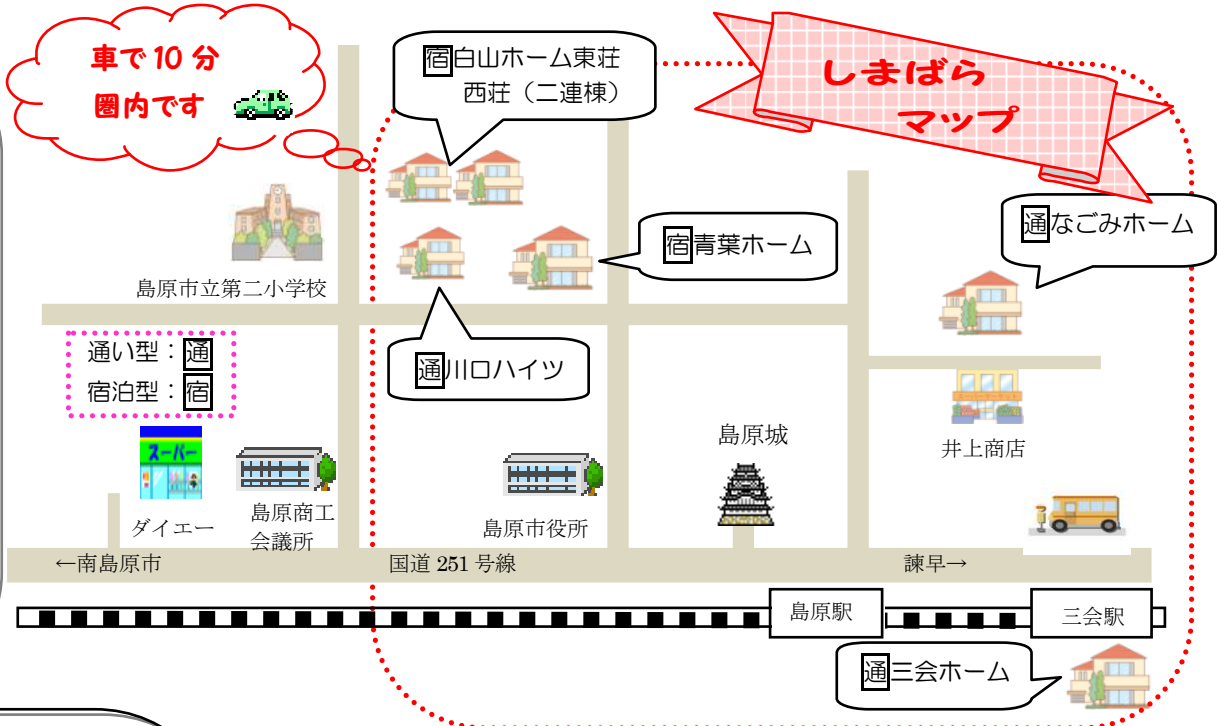 車で10分
圏内です
宿白山ホーム東荘
西荘（二連棟）
しまばら
マップ
通なごみホーム
宿青葉ホーム
島原市立第二小学校
通い型：通
宿泊型：宿
通川口ハイツ
スーパー
島原城
井上商店
ダイエー
島原商工
会議所
島原市役所
←南島原市
国道251号線
諫早→
島原駅
三会駅
通三会ホーム